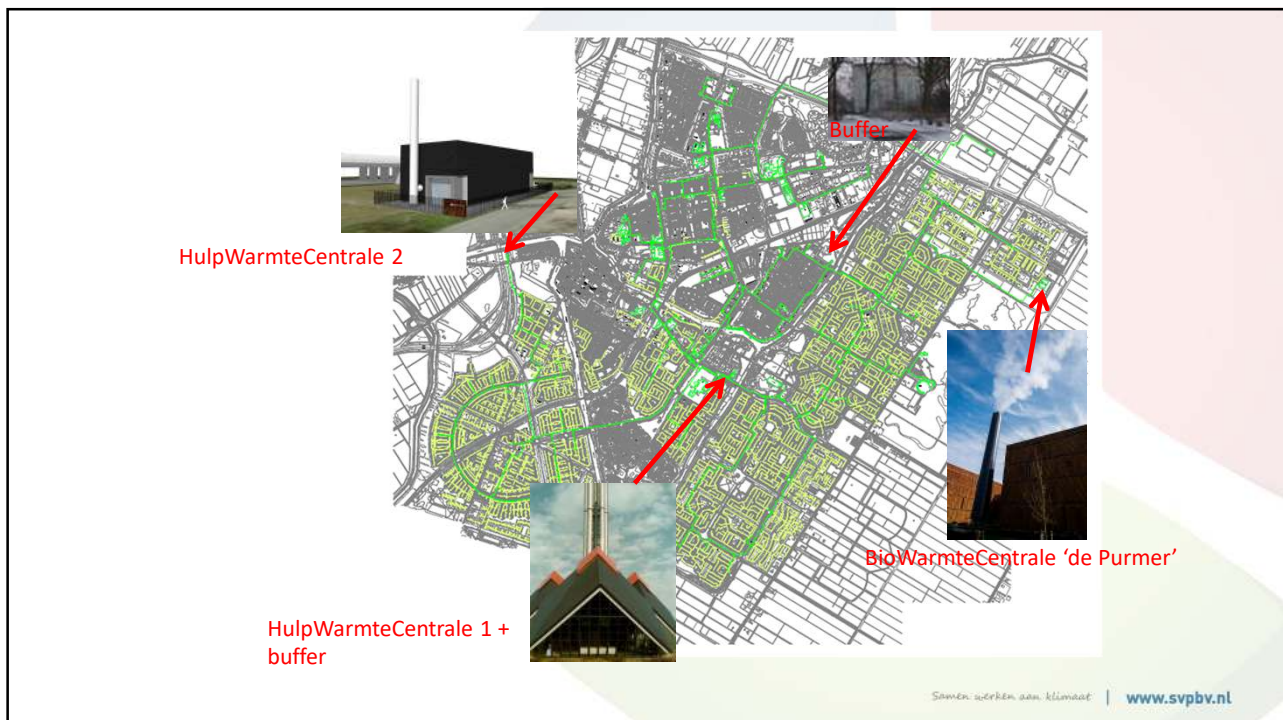 Buffer
HulpWarmteCentrale 2
BioWarmteCentrale ‘de Purmer’
HulpWarmteCentrale 1 +
buffer
Samen werken aan klimaat | www.svpbv.nl